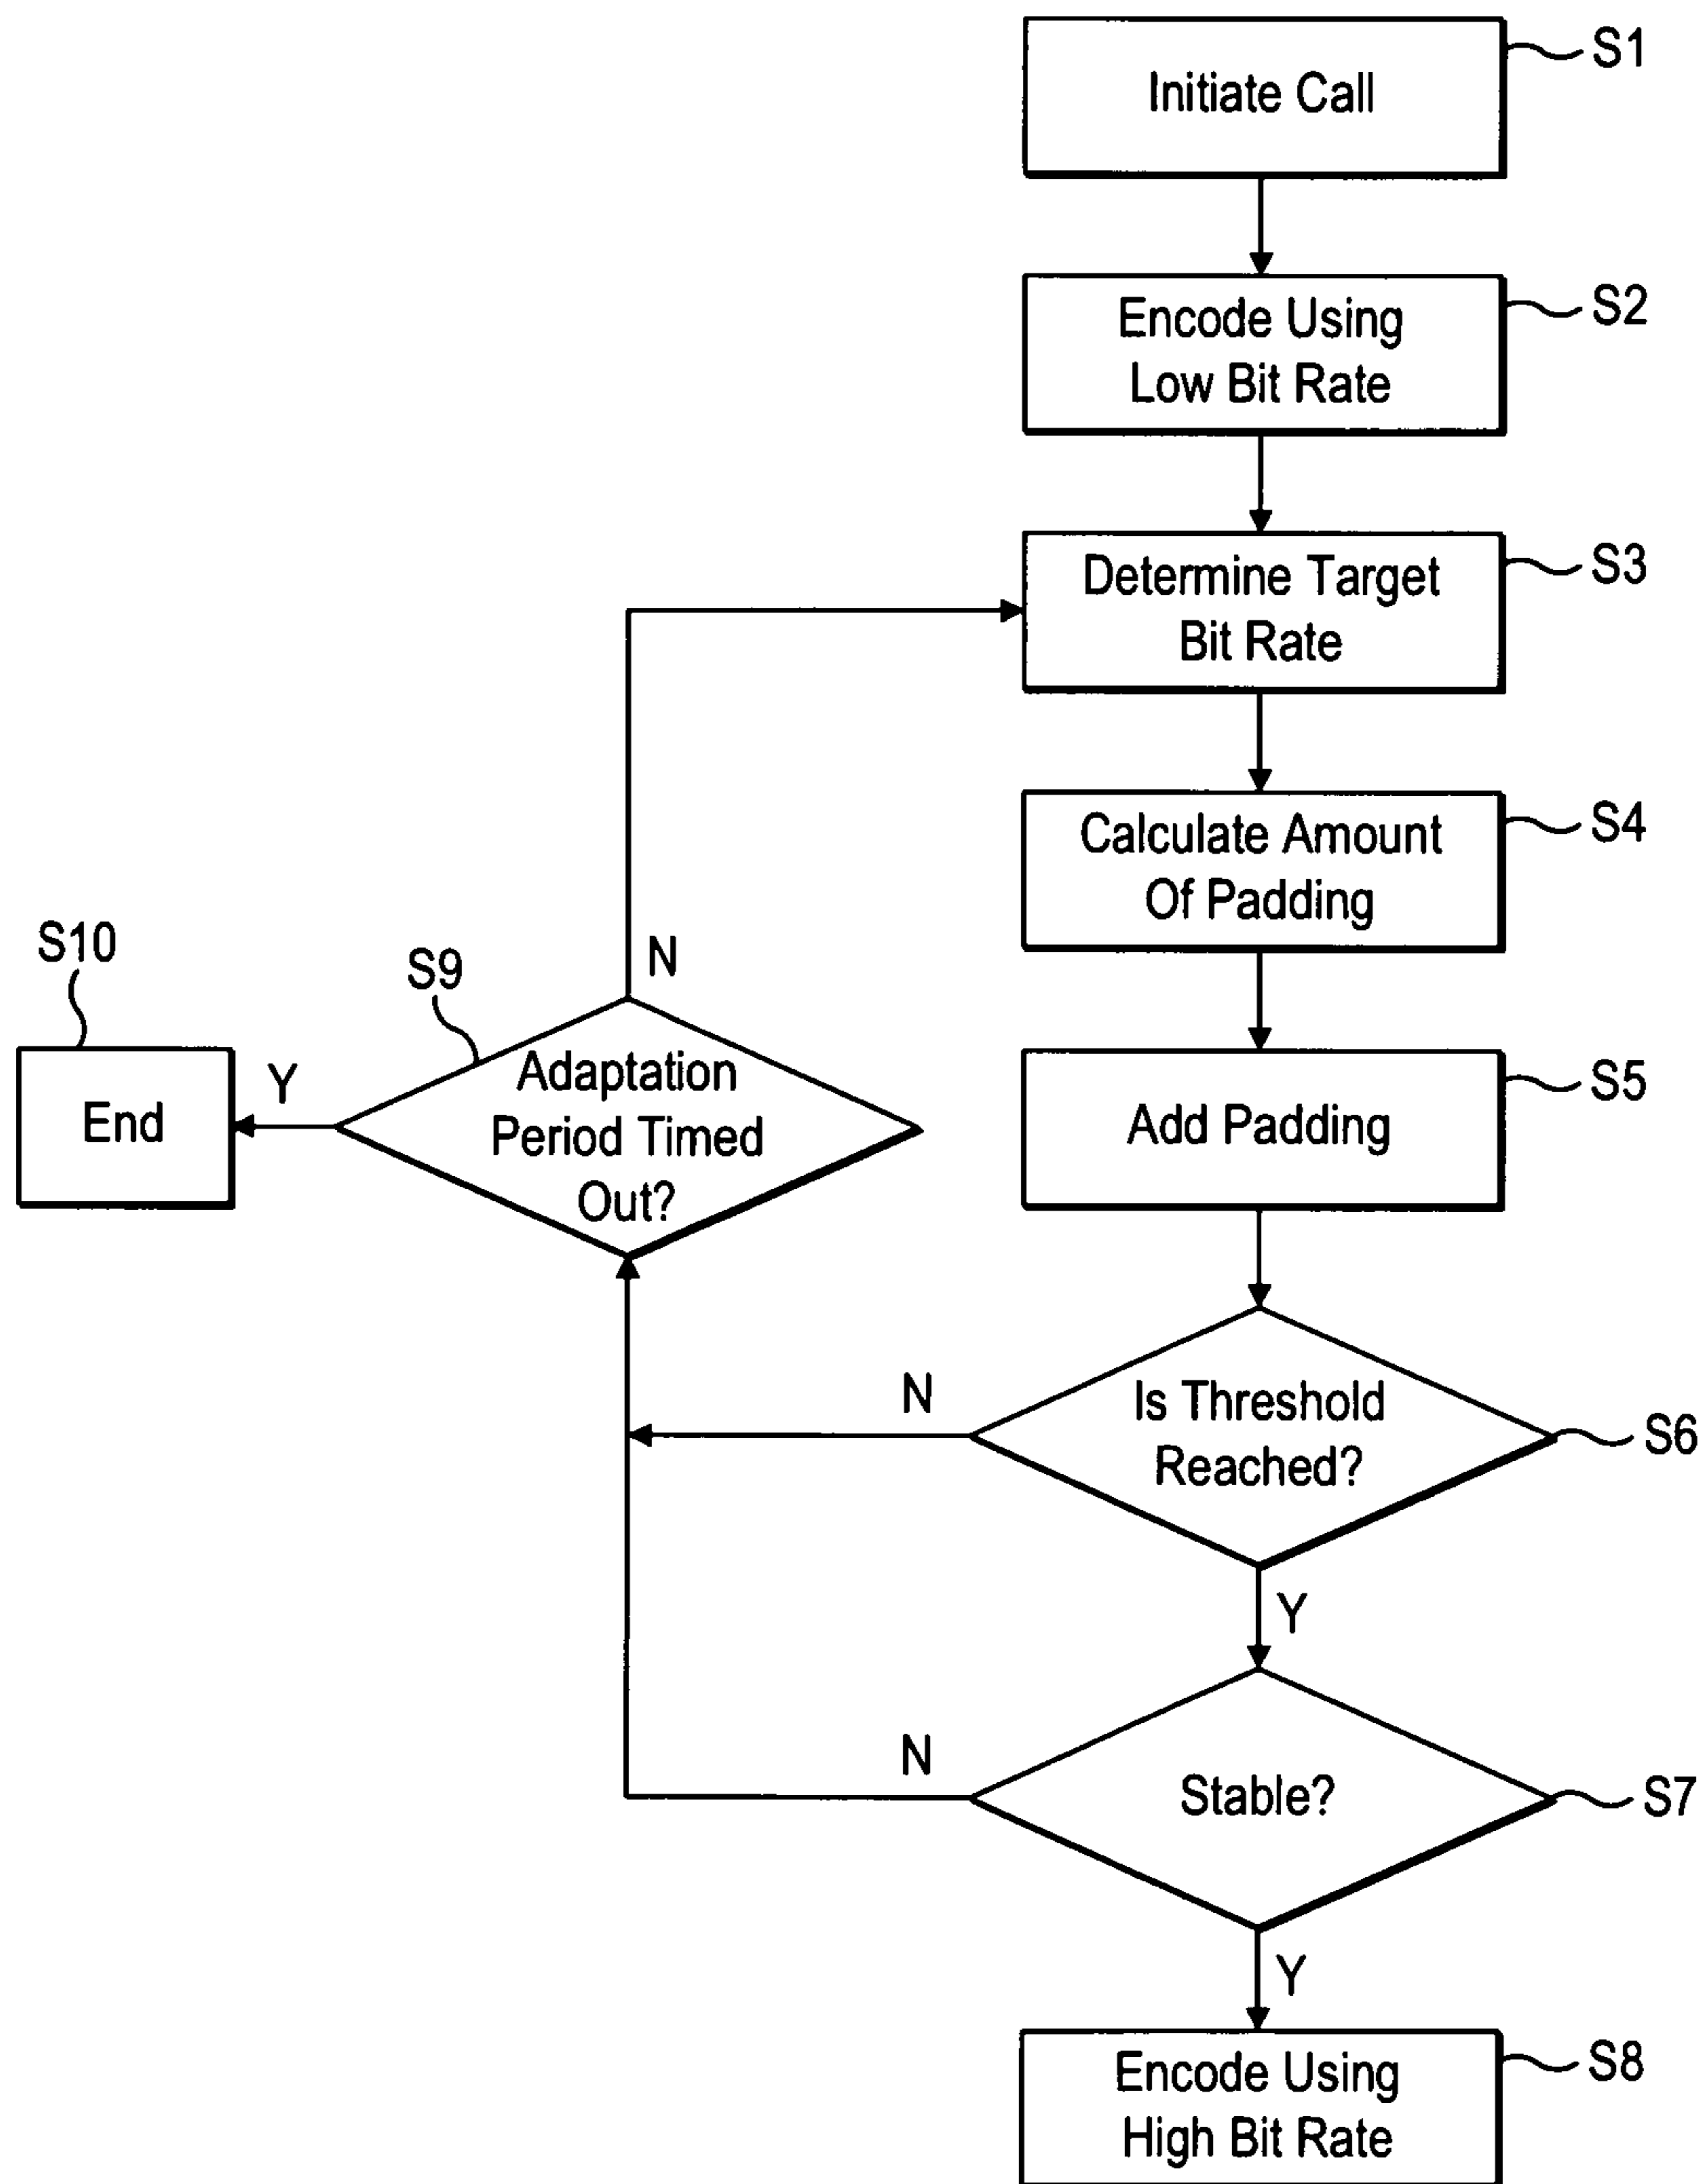 Initiate Call
S1
Encode Using
Low Bit Rate
S2
Determine Target
Bit Rate
S3
Calculate Amount
Of Padding
S4
S10
End
Y
S9
N
Adaptation
Period Timed
Out?
Add Padding
S5
N
Is Threshold
Reached?
S6
Y
N
Stable?
S7
Y
Encode Using
High Bit Rate
S8